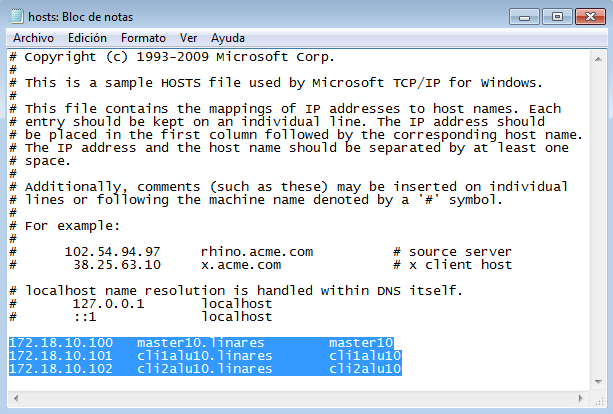 hosts: Bloc de notas
Archivo Edición Formato Ver Ayuda
# Copyright (c) 1993-2009 Microsoft Corp.
#
# This is a sample HOSTS file used by Microsoft TCP/IP for Windows.
#
# This file contains the mappings of IP addresses to host names. Each
# entry should be kept on an individual line. The IP address should
# be placed in the first column followed by the corresponding host name.
# The IP address and the host name should be separated by at least one
# space.
#
# Additionally, comments (such as these) may be inserted on individual
# lines or following the machine name denoted by a '#' symbol.
#
# For example:
#
#      102.54.94.97     rhino.acme.com          # source server
#       38.25.63.10     x.acme.com              # x client host

# localhost name resolution is handled within DNS itself.
#       127.0.0.1       localhost
#       ::1             localhost

172.18.10.100   master10.linares       master10
172.18.10.101   cli1alu10.linares       cli1alu10
172.18.10.102   cli2alu10.linares       cli2alu10